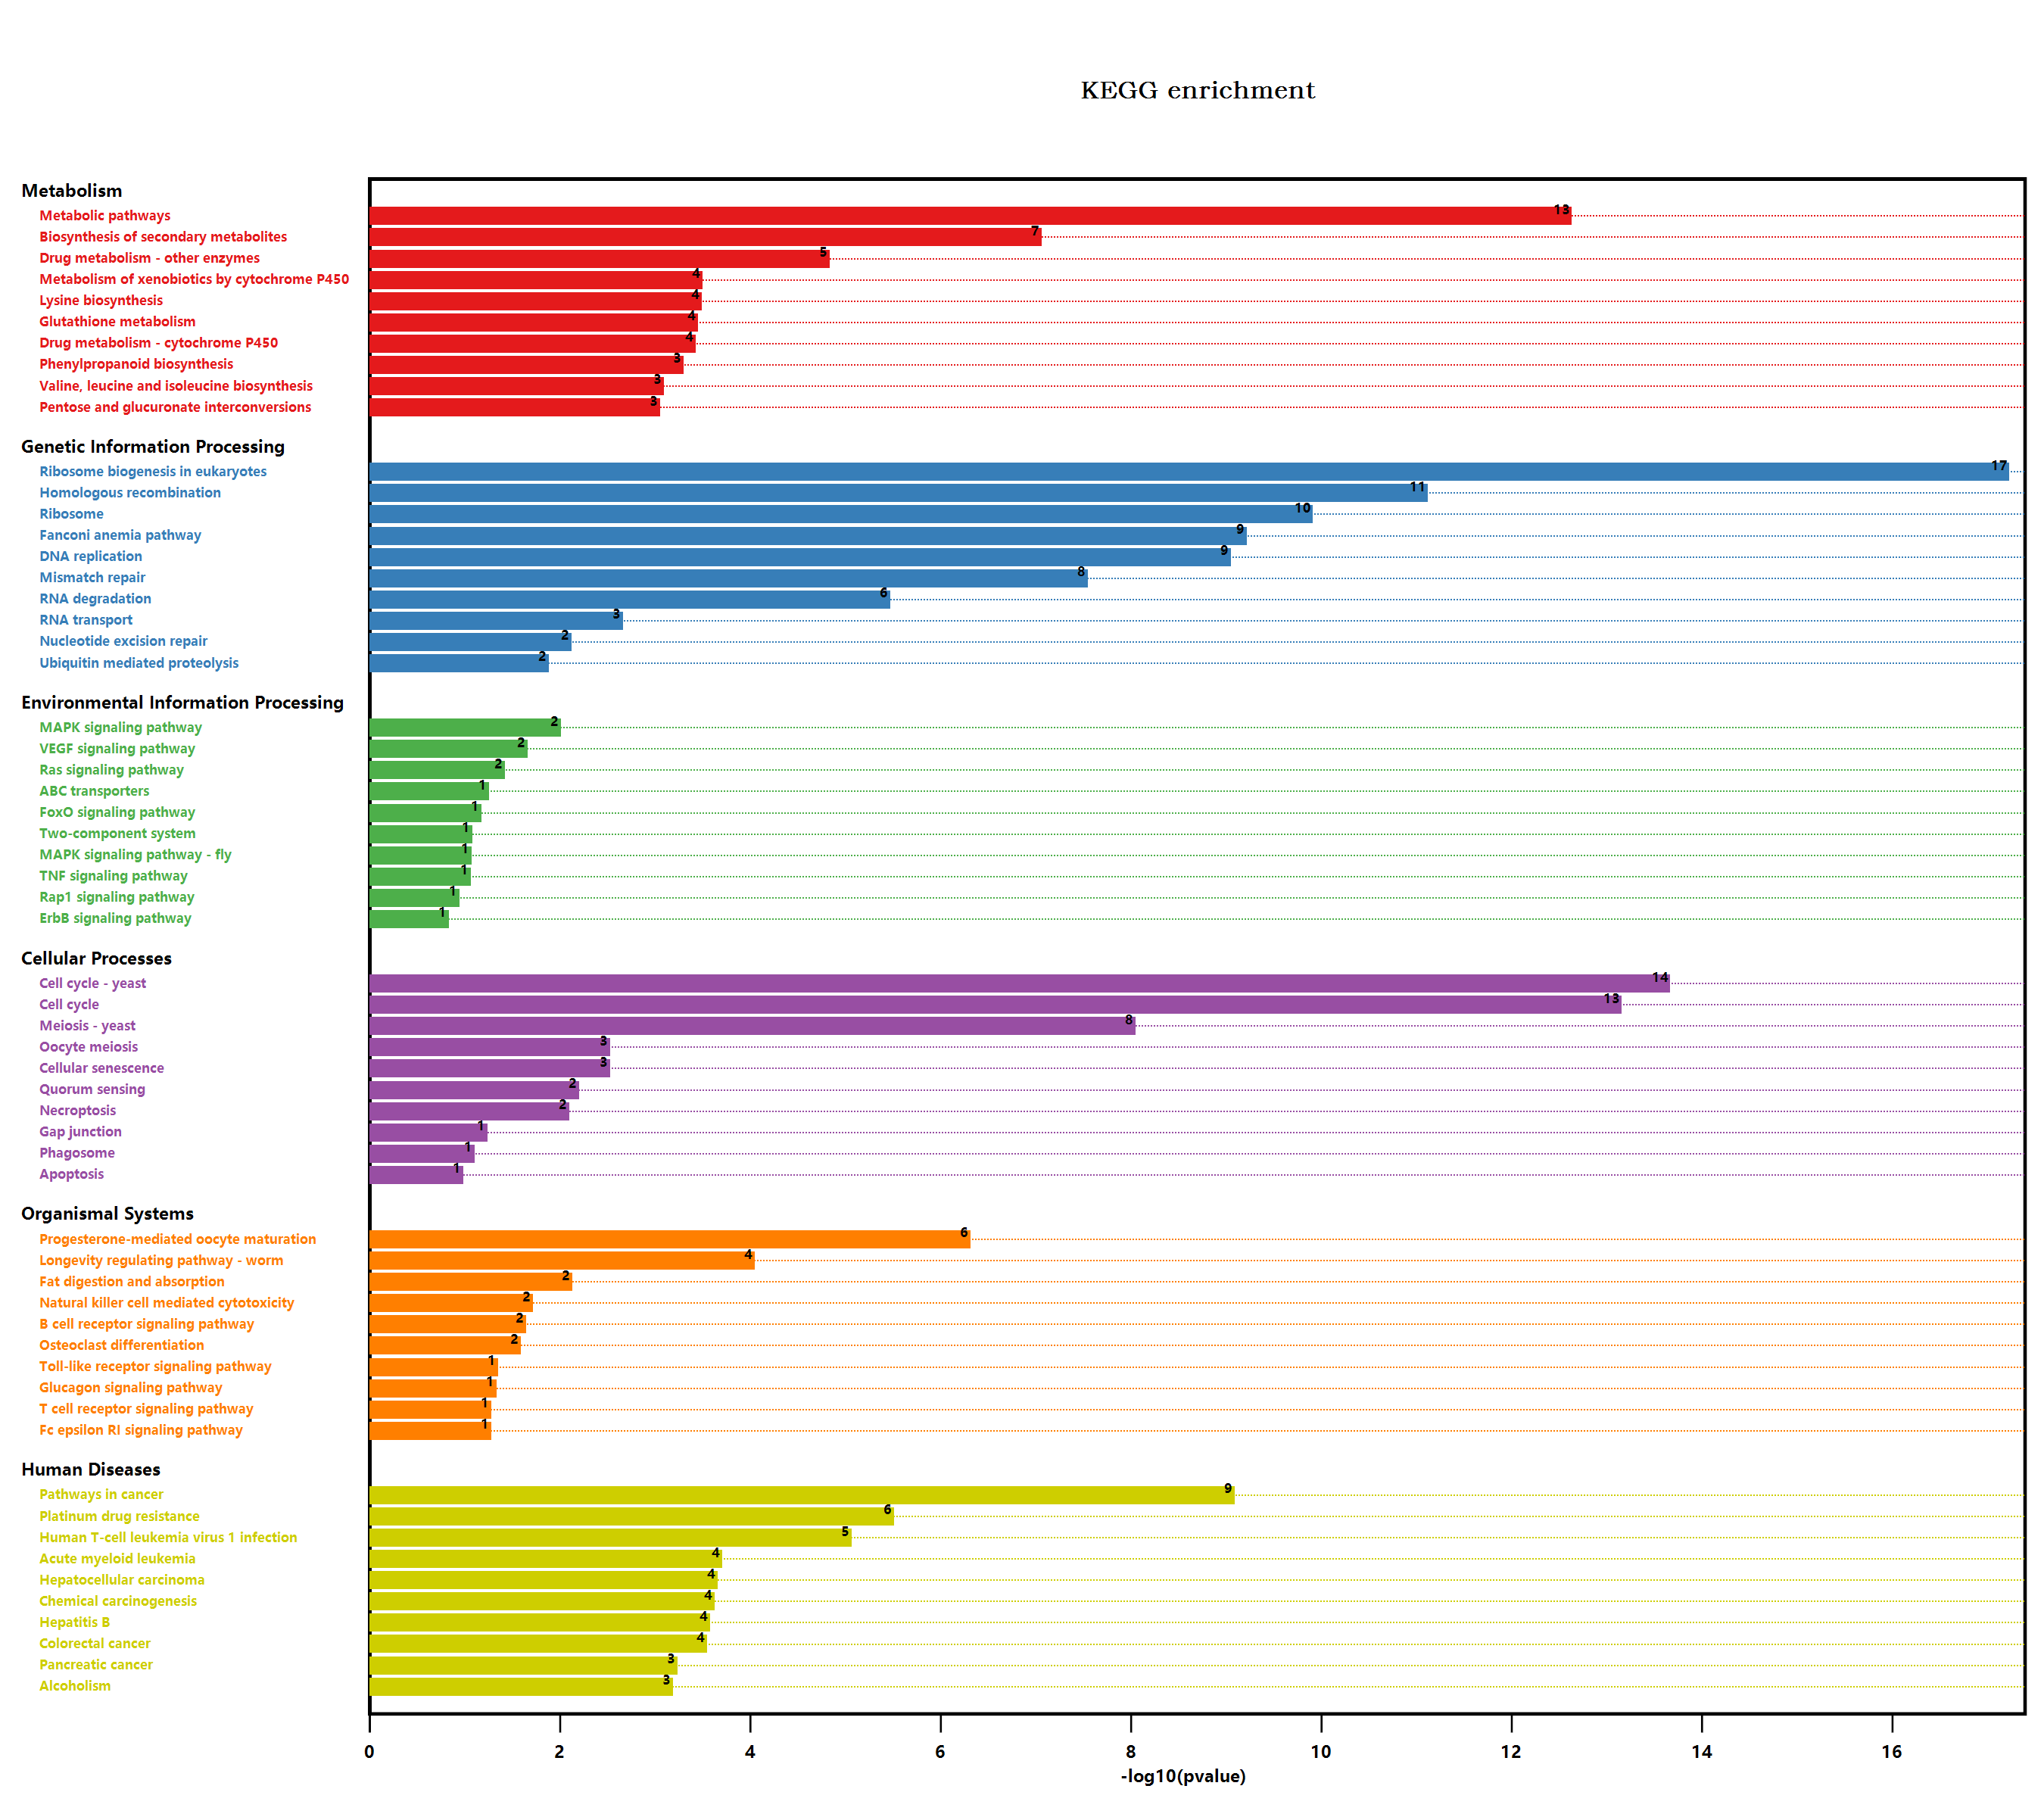 KEGG enrichment
Metabolism
Metabolic pathways 13
Biosynthesis of secondary metabolites 7
Drug metabolism - other enzymes 5
Metabolism of xenobiotics by cytochrome P450 4
Lysine biosynthesis 4
Glutathione metabolism 4
Drug metabolism - cytochrome P450 4
Phenylpropanoid biosynthesis 3
Valine, leucine and isoleucine biosynthesis 3
Pentose and glucuronate interconversions 3
Genetic Information Processing
Ribosome biogenesis in eukaryotes 17
Homologous recombination 11
Ribosome 10
Fanconi anemia pathway 9
DNA replication 9
Mismatch repair 8
RNA degradation 6
RNA transport 3
Nucleotide excision repair 2
Ubiquitin mediated proteolysis 2
Environmental Information Processing
MAPK signaling pathway 2
VEGF signaling pathway 2
Ras signaling pathway 2
ABC transporters 1
FoxO signaling pathway 1
Two-component system 1
MAPK signaling pathway - fly 1
TNF signaling pathway 1
Rap1 signaling pathway 1
ErbB signaling pathway 1
Cellular Processes
Cell cycle - yeast 14
Cell cycle 13
Meiosis - yeast 8
Oocyte meiosis 3
Cellular senescence 3
Quorum sensing 2
Necroptosis 2
Gap junction 1
Phagosome 1
Apoptosis 1
Organismal Systems
Progesterone-mediated oocyte maturation 6
Longevity regulating pathway - worm 4
Fat digestion and absorption 2
Natural killer cell mediated cytotoxicity 2
B cell receptor signaling pathway 2
Osteoclast differentiation 2
Toll-like receptor signaling pathway 1
Glucagon signaling pathway 1
T cell receptor signaling pathway 1
Fc epsilon RI signaling pathway 1
Human Diseases
Pathways in cancer 9
Platinum drug resistance 6
Human T-cell leukemia virus 1 infection 5
Acute myeloid leukemia 4
Hepatocellular carcinoma 4
Chemical carcinogenesis 4
Hepatitis B 4
Colorectal cancer 4
Pancreatic cancer 3
Alcoholism 3
0 2 4 6 8 10 12 14 16
-log10(pvalue)